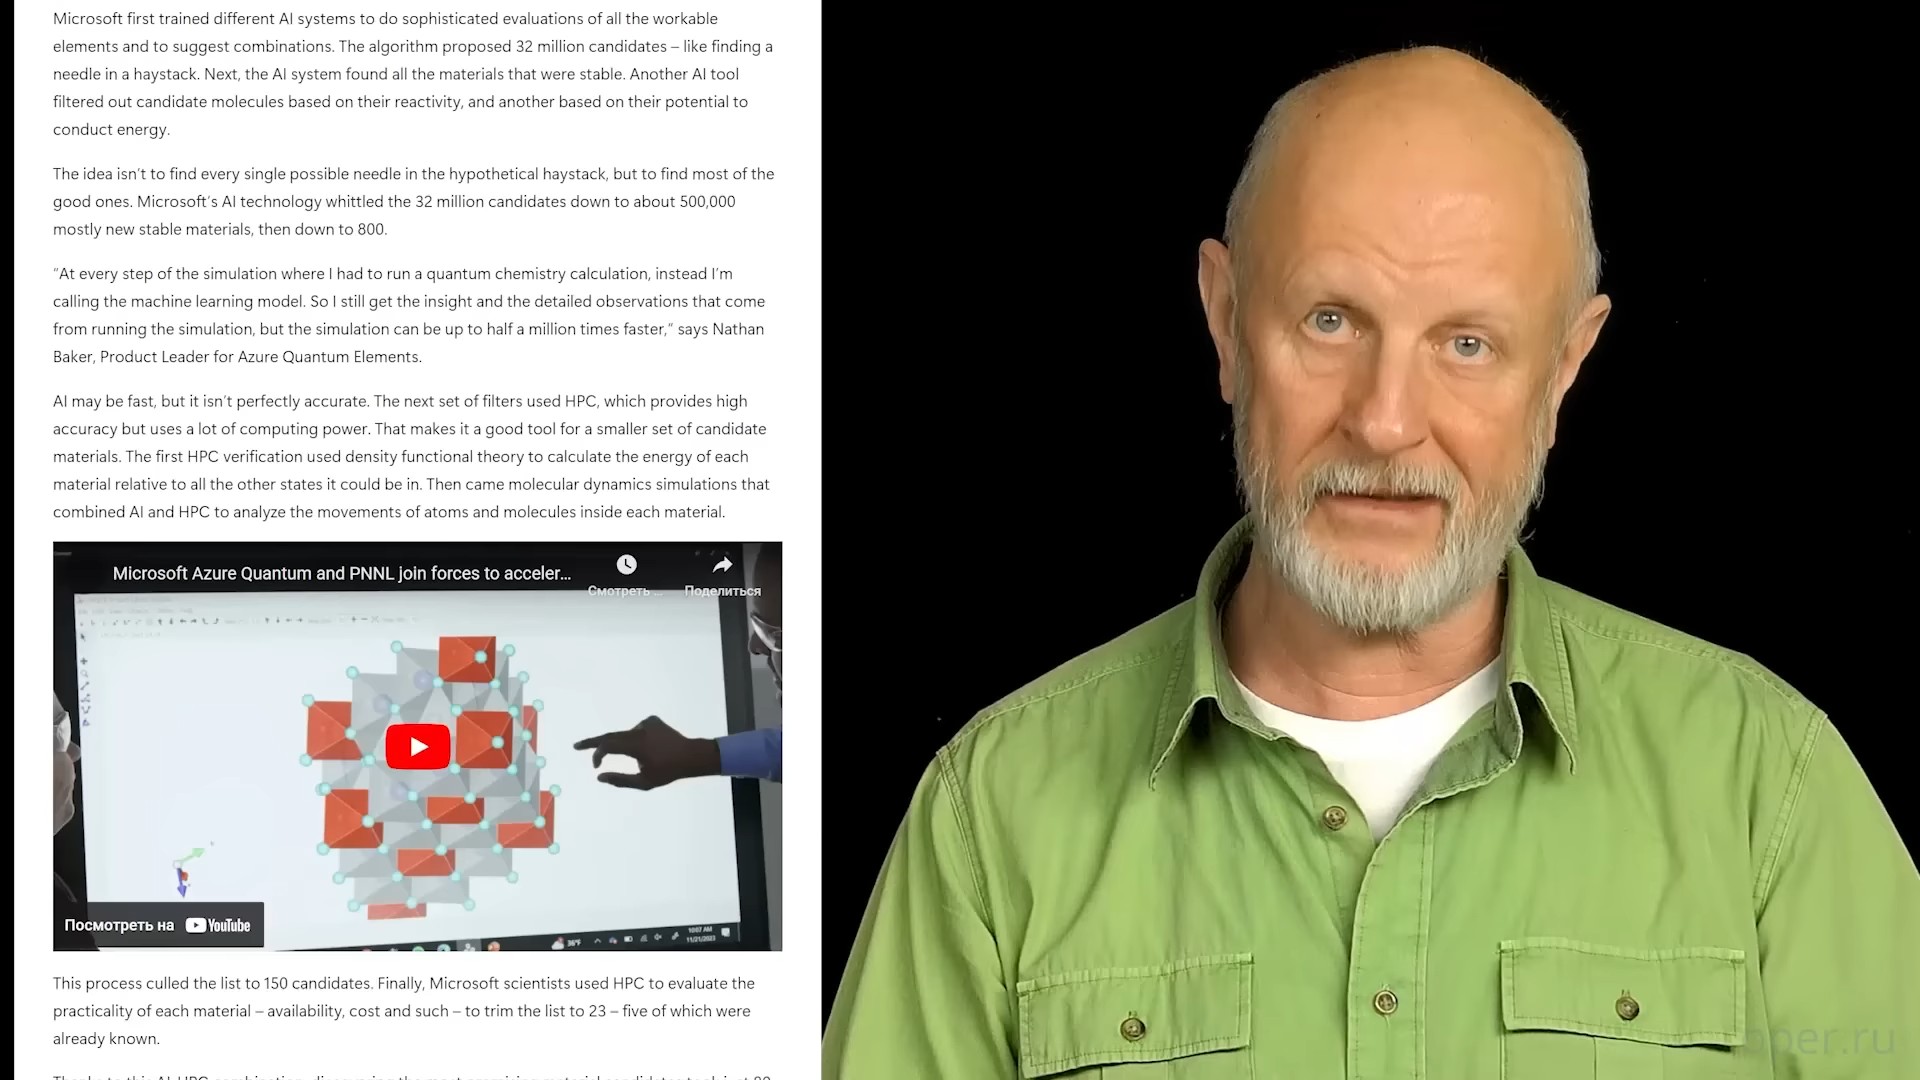 Microsoft first trained different AI systems to do sophisticated evaluations of all the workable
elements and to suggest combinations. The algorithm proposed 32 million candidates – like finding a
needle in a haystack. Next, the AI system found all the materials that were stable. Another AI tool
filtered out candidate molecules based on their reactivity, and another based on their potential to
conduct energy.
The idea isn't to find every single possible needle in the hypothetical haystack, but to find most of the
good ones. Microsoft's AI technology whittled the 32 million candidates down to about 500,000
mostly new stable materials, then down to 800.
“At every step of the simulation where I had to run a quantum chemistry calculation, instead I'm
calling the machine learning model. So I still get the insight and the detailed observations that come
from running the simulation, but the simulation can be up to half a million times faster,” says Nathan
Baker, Product Leader for Azure Quantum Elements.
AI may be fast, but it isn't perfectly accurate. The next set of filters used HPC, which provides high
accuracy but uses a lot of computing power. That makes it a good tool for a smaller set of candidate
materials. The first HPC verification used density functional theory to calculate the energy of each
material relative to all the other states it could be in. Then came molecular dynamics simulations that
combined AI and HPC to analyze the movements of atoms and molecules inside each material.
Microsoft Azure Quantum and PNNL join forces to acceler...
Смотреть ...
Поделиться
36°F
10:07 AM
11/21/2023
Посмотреть на YouTube
This process culled the list to 150 candidates. Finally, Microsoft scientists used HPC to evaluate the
practicality of each material – availability, cost and such – to trim the list to 23 – five of which were
already known.
oper.ru